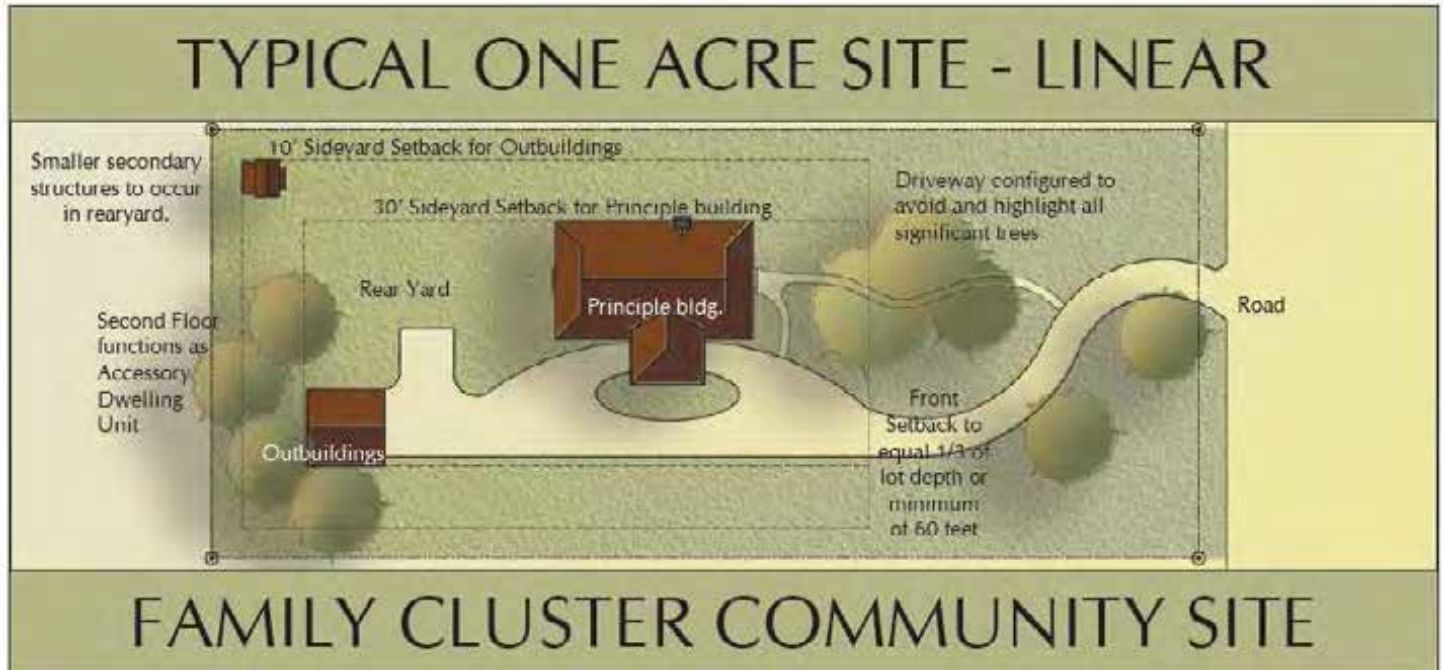 TYPICAL ONE ACRE SITE - LINEAR
Smaller secondary
structures to occur
in rearyard.
10' Sideyard Setback for Outbuildings
30' Sideyard Setback for Principle building
Driveway configured to
avoid and highlight all
significant trees
Rear Yard
Principle bldg.
Road
Second Floor
functions as
Accessory
Dwelling
Unit
Outbuildings
Front
Setback to
equal 1/3 of
lot depth or
minimum
of 60 feet
FAMILY CLUSTER COMMUNITY SITE